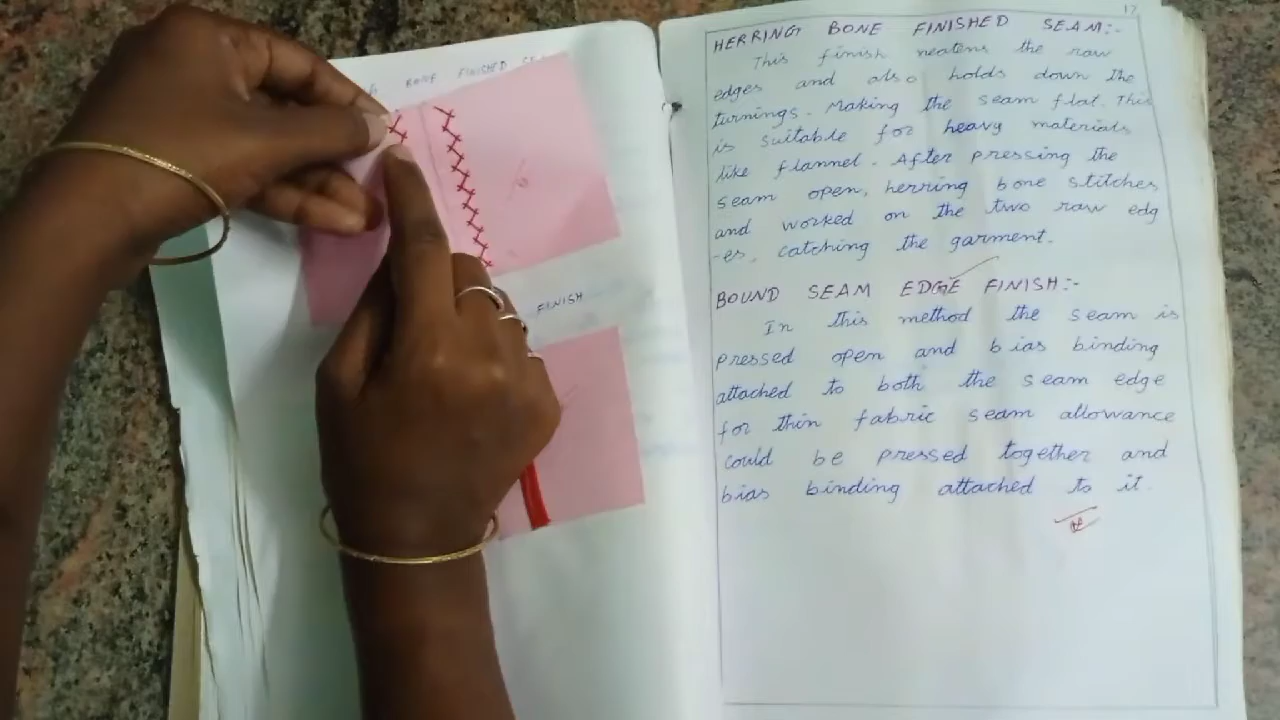 BONE FINISHED
FINISH
17
HERRING BONE FINISHED SEAM:-
This finish neatens the raw
edges and also holds down the
turnings. Making the seam flat. This
is suitable for heavy materials
like flannel. After pressing the
seam open, herring bone stitches
and worked on the two raw edg
-es, catching the garment.
BOUND SEAM EDGE FINISH:-
In this method the seam is
pressed open and bias binding
attached to both the seam edge
for thin fabric seam allowance
could be pressed together and
bias binding attached to it.